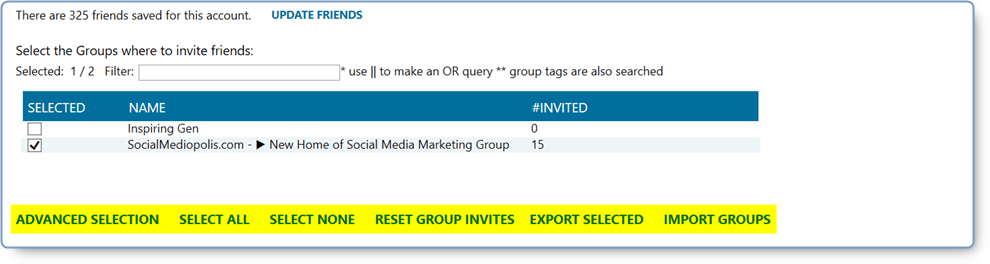 There are 325 friends saved for this account. UPDATE FRIENDS
Select the Groups where to invite friends:
Selected: 1 / 2 Filter: * use || to make an OR query ** group tags are also searched
SELECTED NAME #INVITED
Inspiring Gen 0
SocialMediopolis.com - ▶ New Home of Social Media Marketing Group 15
ADVANCED SELECTION SELECT ALL SELECT NONE RESET GROUP INVITES EXPORT SELECTED IMPORT GROUPS